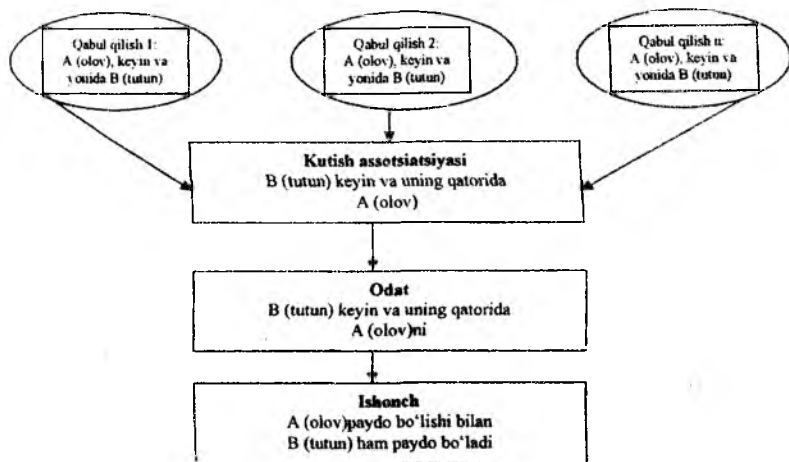 Qabul qilish 1:
A (olov), keyin va
yonida B (tutun)
Qabul qilish 2:
A (olov), keyin va
yonida B (tutun)
Qabul qilish n:
A (olov), keyin va
yonida B (tutun)
Kutish assotsiatsiyasi
B (tutun) keyin va uning qatorida
A (olov)
Odat
B (tutun) keyin va uning qatorida
A (olov)ni
Ishonch
A (olov)paydo bo‘lishi bilan
B (tutun) ham paydo bo‘ladi